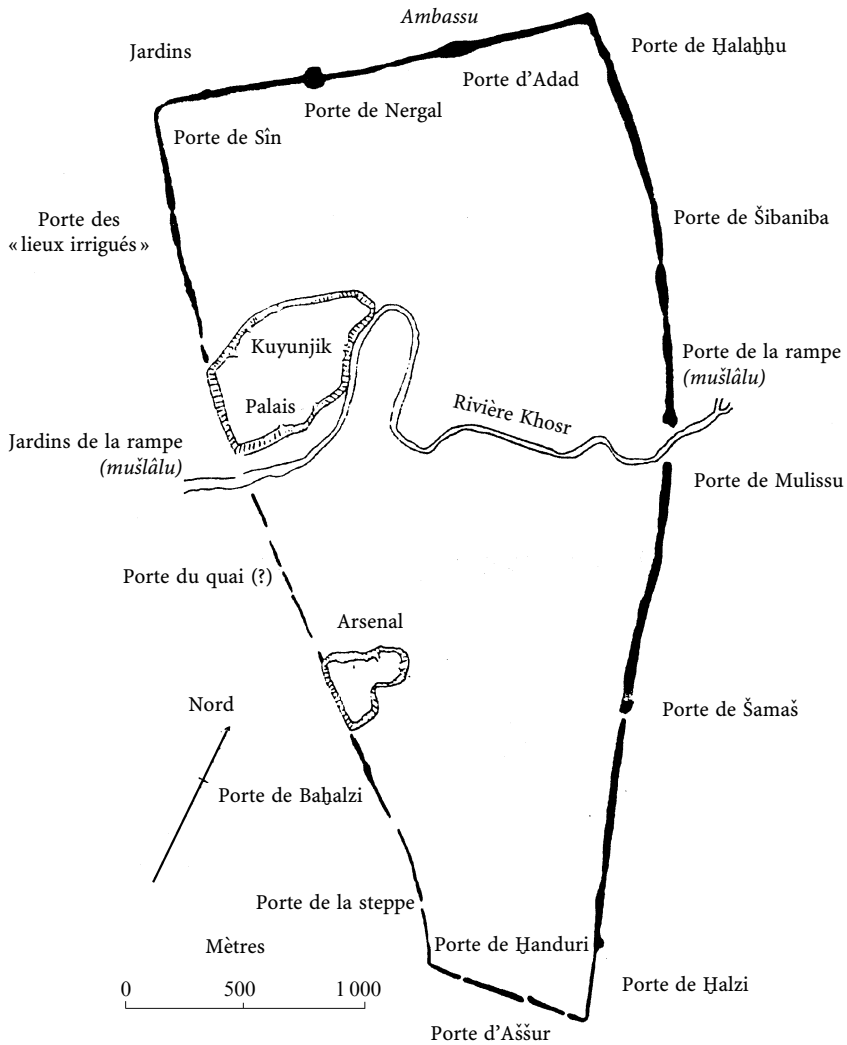 Ambassu
Jardins
Porte de Ḫalaḫḫu
Porte d'Adad
Porte de Nergal
Porte de Sîn
Porte des
« lieux irrigués »
Porte de Šibaniba
Kuyunjik
Porte de la rampe
(mušlâlu)
Palais
Rivière Khosr
Jardins de la rampe
(mušlâlu)
Porte de Mulissu
Porte du quai (?)
Arsenal
Nord
Porte de Šamaš
Porte de Baḫalzi
Porte de la steppe
Mètres
Porte de Ḫanduri
Porte de Ḫalzi
0 500 1 000
Porte d'Aššur